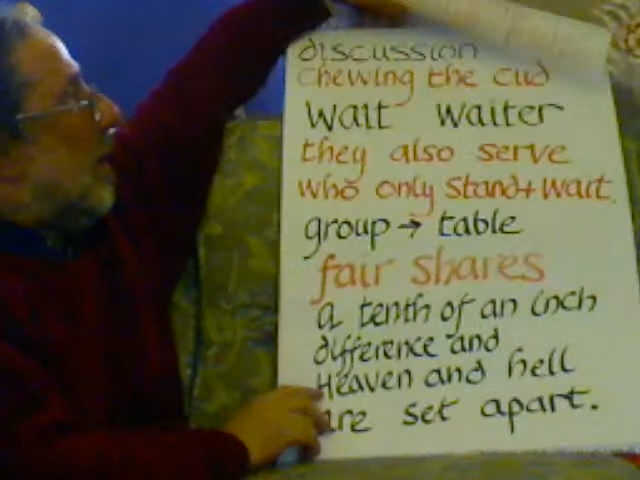 discussion
chewing the cud
wait waiter
they also serve
who only stand + wait.
group → table
fair shares
a tenth of an inch
difference and
Heaven and hell
are set apart.